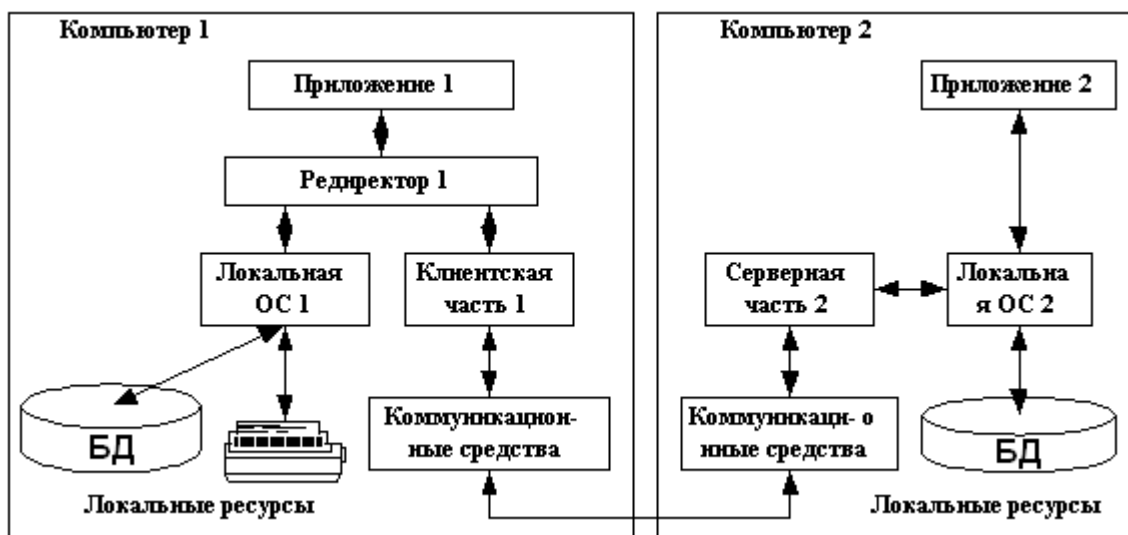 Компьютер 1
Приложение 1
Редиректор 1
Локальная
ОС 1
Клиентская
часть 1
БД
Коммуникацион-
ные средства
Локальные ресурсы
Компьютер 2
Приложение 2
Серверная
часть 2
Локальна
я ОС 2
Коммуникаци- о
нные средства
БД
Локальные ресурсы